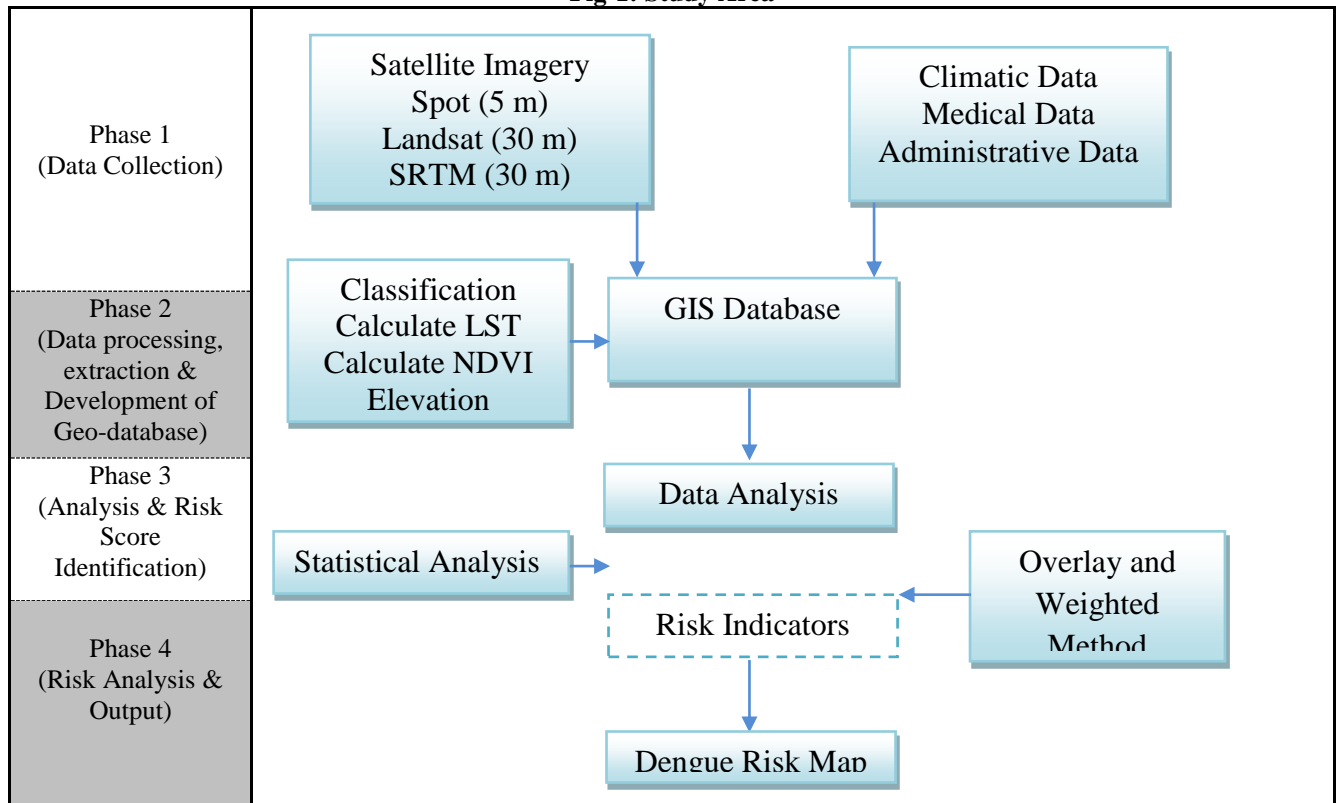 Phase 1
(Data Collection)
Satellite Imagery
Spot (5 m)
Landsat (30 m)
SRTM (30 m)
Climatic Data
Medical Data
Administrative Data
Phase 2
(Data processing,
extraction &
Development of
Geo-database)
Classification
Calculate LST
Calculate NDVI
Elevation
GIS Database
Phase 3
(Analysis & Risk
Score
Identification)
Data Analysis
Statistical Analysis
Overlay and
Weighted
Method
Phase 4
(Risk Analysis &
Output)
Risk Indicators
Dengue Risk Map